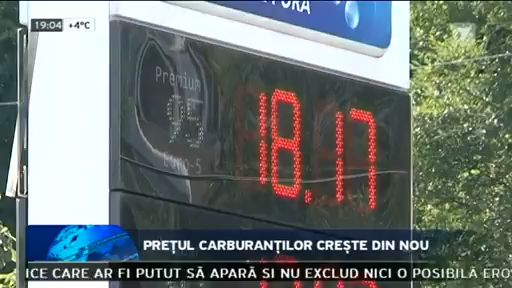 19:04 +4°C
Premium
95
Euro-5
18.17
PREȚUL CARBURANȚILOR CREȘTE DIN NOU
ICE CARE AR FI PUTUT SĂ APARĂ SI NU EXCLUD NICI O POSIBILĂ ERO